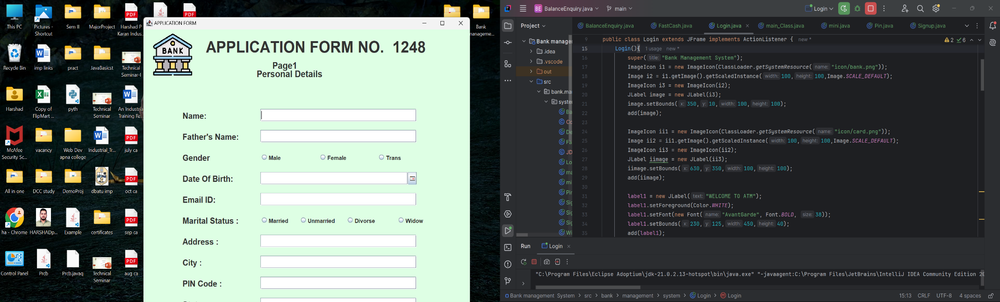 This PC
Pictures -
Shortcut
Sem II
MajorProject
Harshad P
Karan Indus...
Recycle Bin
imp links
pract
JavaBasicst
Technical
Seminar-I
Harshad
Copy of
FlipMart ...
pyth
Technical
Seminar
An Industria
Training Re...
McAfee
Security Sc...
vacancy
Web Dev
apna college
Industrial_Tr...
july ca
All in one
DCC study
DemoProj
dbatu imp
oct ca
ha - Chrome
HARSHADp...
Example
certificates
sep ca
Control Panel
Prcb
Prcb.javaq
Technical
Seminar
aug ca
Bank
manageme...
APPLICATION FORM
BANK
APPLICATION FORM NO. 1248
Page1
Personal Details
Name:
Father's Name:
Gender
Male Female Trans
Date Of Birth:
Email ID:
Marital Status :
Married Unmarried Divorse Widow
Address :
City :
PIN Code :
BE BalanceEnquiry.java main Login
Project
BalanceEnquiry.java FastCash.java Login.java main_Class.java mini.java Pin.java Signup.java
Bank manage
.idea
.vscode
out
src
bank.ma
syste
Ba
Co
De
Fa
JD
Lo
ma
mi
Pin
Sig
Sig
Sig
Wi
9 public class Login extends JFrame implements ActionListener { new *
2 6
15 Login(){ 1 usage new *
16 super( title: "Bank Management System");
17 ImageIcon i1 = new ImageIcon(ClassLoader.getSystemResource( name: "icon/bank.png"));
18 Image i2 = i1.getImage().getScaledInstance( width: 100, height: 100,Image.SCALE_DEFAULT);
19 ImageIcon i3 = new ImageIcon(i2);
20 JLabel image = new JLabel(i3);
21 image.setBounds( x: 350, y: 10, width: 100, height: 100);
22 add(image);
23
24 ImageIcon ii1 = new ImageIcon(ClassLoader.getSystemResource( name: "icon/card.png"));
25 Image ii2 = ii1.getImage().getScaledInstance( width: 100, height: 100,Image.SCALE_DEFAULT);
26 ImageIcon ii3 = new ImageIcon(ii2);
27 JLabel iimage = new JLabel(ii3);
28 iimage.setBounds( x: 630, y: 350, width: 100, height: 100);
29 add(iimage);
30
31 label1 = new JLabel( text: "WELCOME TO ATM");
32 label1.setForeground(Color.WHITE);
33 label1.setFont(new Font( name: "AvantGarde", Font.BOLD, size: 38));
34 label1.setBounds( x: 230, y: 125, width: 450, height: 40);
35 add(label1);
Run Login
"C:\Program Files\Eclipse Adoptium\jdk-21.0.2.13-hotspot\bin\java.exe" "-javaagent:C:\Program Files\JetBrains\IntelliJ IDEA Community Edition 20
Bank management System > src > bank > management > system > Login > Login
15:13 CRLF UTF-8 4 spaces